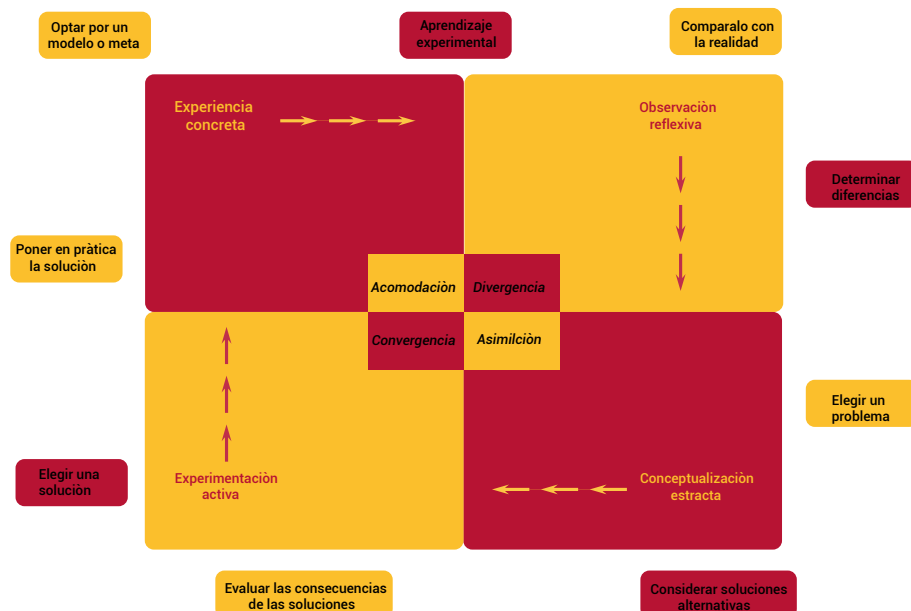 Optar por un
modelo o meta
Aprendizaje
experimental
Comparalo con
la realidad
Experiencia
concreta
Observaciòn
reflexiva
Determinar
diferencias
Poner en pràtica
la soluciòn
Acomodaciòn
Divergencia
Convergencia
Asimilciòn
Elegir un
problema
Elegir una
soluciòn
Experimentaciòn
activa
Conceptualizaciòn
estracta
Evaluar las consecuencias
de las soluciones
Considerar soluciones
alternativas